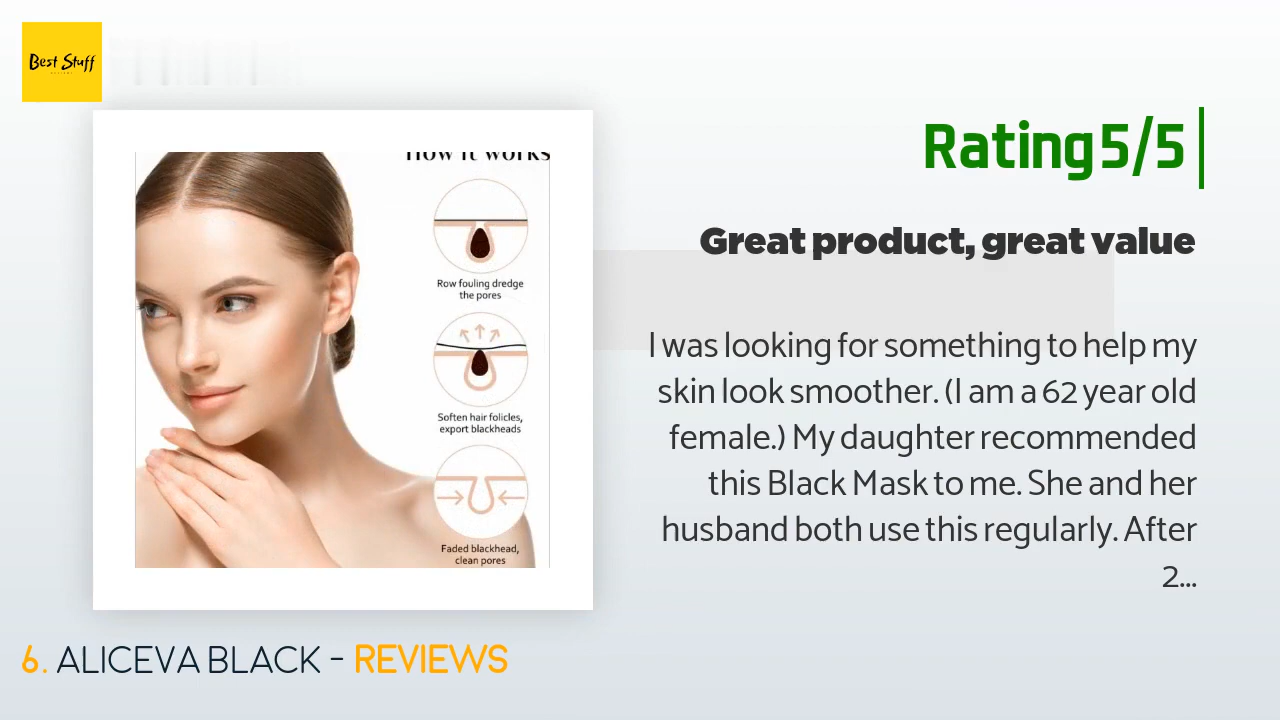 Best Stuff
Rating 5/5
How it works
Row fouling dredge
the pores
Soften hair folicles,
export blackheads
Faded blackhead,
clean pores
Great product, great value
I was looking for something to help my
skin look smoother. (I am a 62 year old
female.) My daughter recommended
this Black Mask to me. She and her
husband both use this regularly. After
2...
6. ALICEVA BLACK - REVIEWS